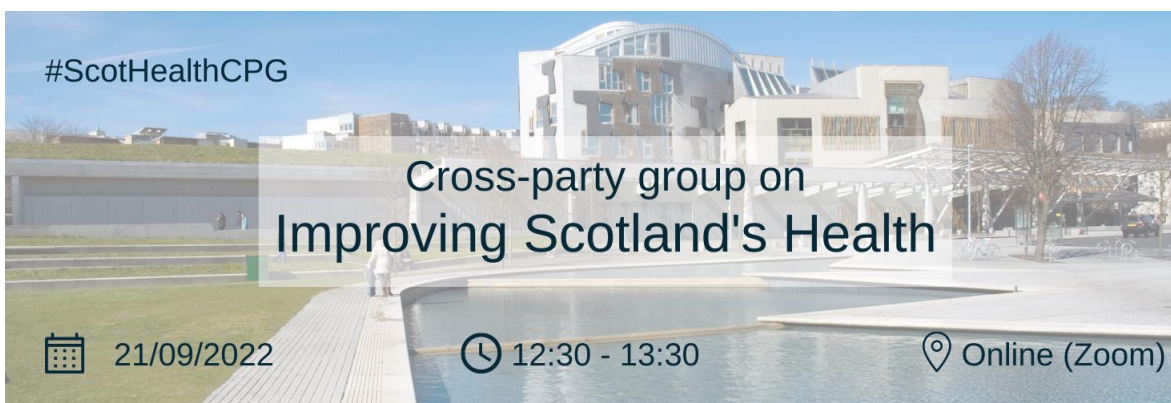 #ScotHealthCPG
Cross-party group on
Improving Scotland's Health
21/09/2022
12:30 - 13:30
Online (Zoom)